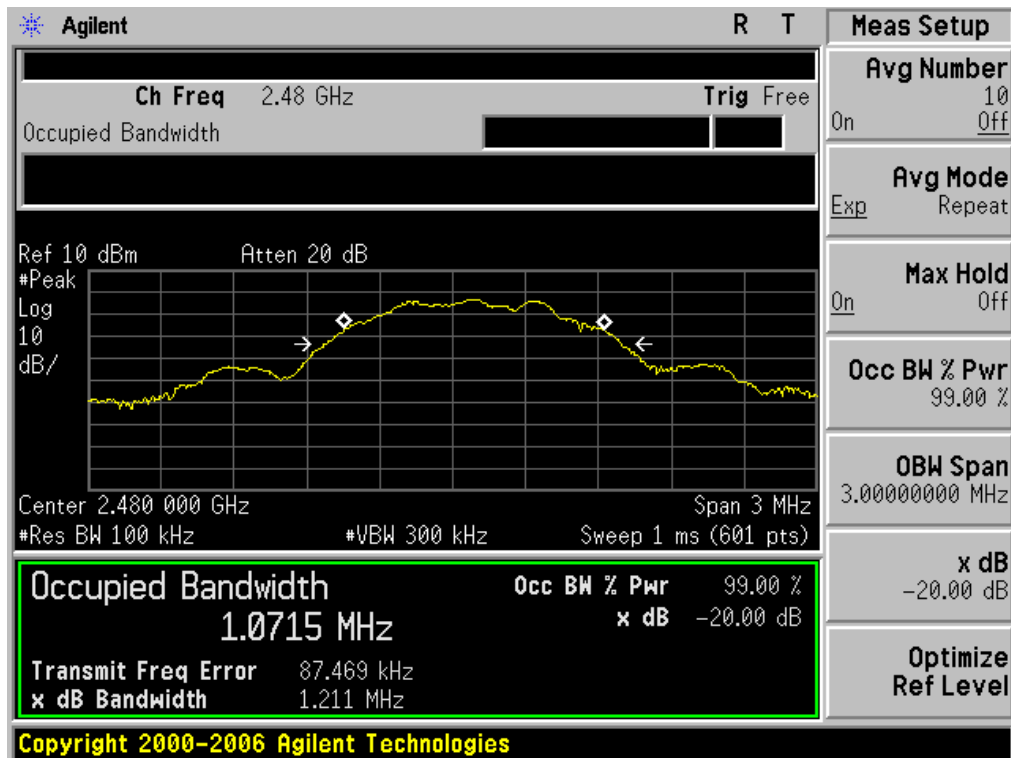 Agilent R T
Ch Freq 2.48 GHz Trig Free
Occupied Bandwidth
Ref 10 dBm Atten 20 dB
#Peak
Log
10
dB/
Center 2.480 000 GHz Span 3 MHz
#Res BW 100 kHz #VBW 300 kHz Sweep 1 ms (601 pts)
Occupied Bandwidth
1.0715 MHz
Occ BW % Pwr 99.00 %
x dB -20.00 dB
Transmit Freq Error 87.469 kHz
x dB Bandwidth 1.211 MHz
Copyright 2000-2006 Agilent Technologies
Meas Setup
Avg Number
10
On Off
Avg Mode
Exp Repeat
Max Hold
On Off
Occ BW % Pwr
99.00 %
OBW Span
3.00000000 MHz
x dB
-20.00 dB
Optimize
Ref Level